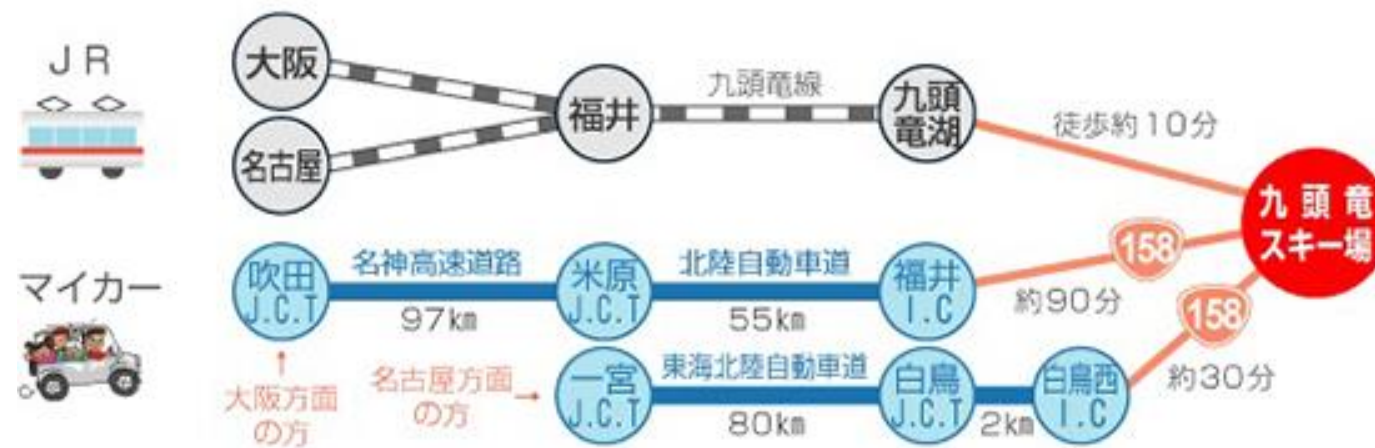 JR
大阪
名古屋
福井
九頭竜線
九頭
竜湖
徒歩約10分
九頭竜
スキー場
マイカー
吹田
J.C.T
名神高速道路
97km
米原
J.C.T
北陸自動車道
55km
福井
I.C
158
約90分
大阪方面
の方
名古屋方面
の方
一宮
J.C.T
東海北陸自動車道
80km
白鳥
J.C.T
2km
白鳥西
I.C
158
約30分